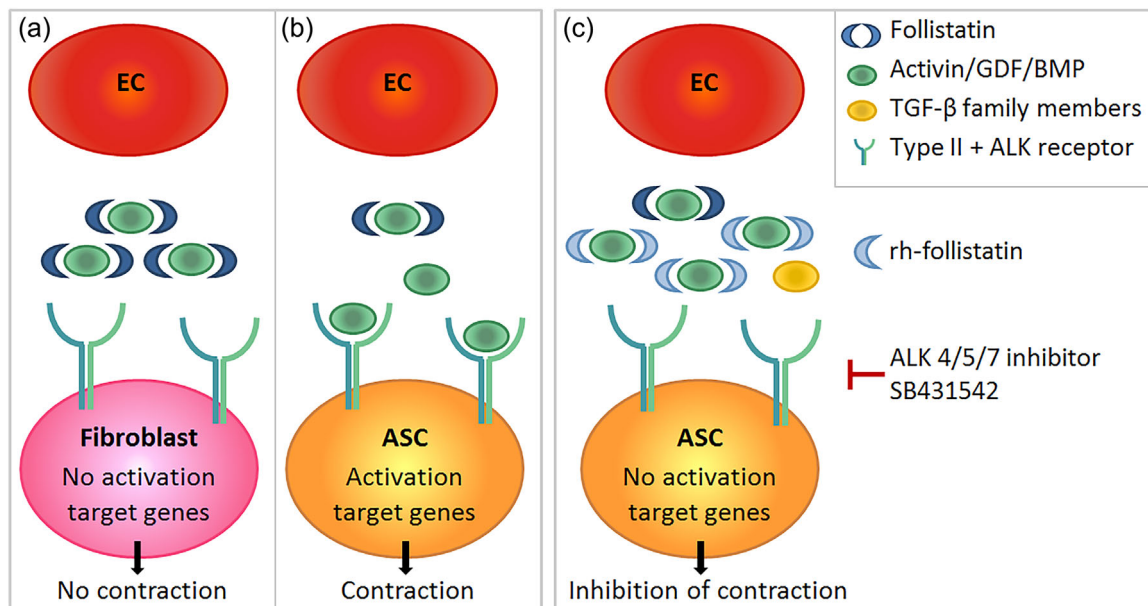 (a)
EC
Fibroblast
No activation
target genes
No contraction
(b)
EC
ASC
Activation
target genes
Contraction
(c)
EC
ASC
No activation
target genes
Inhibition of contraction
Follistatin
Activin/GDF/BMP
TGF-β family members
Type II + ALK receptor
rh-follistatin
ALK 4/5/7 inhibitor
SB431542